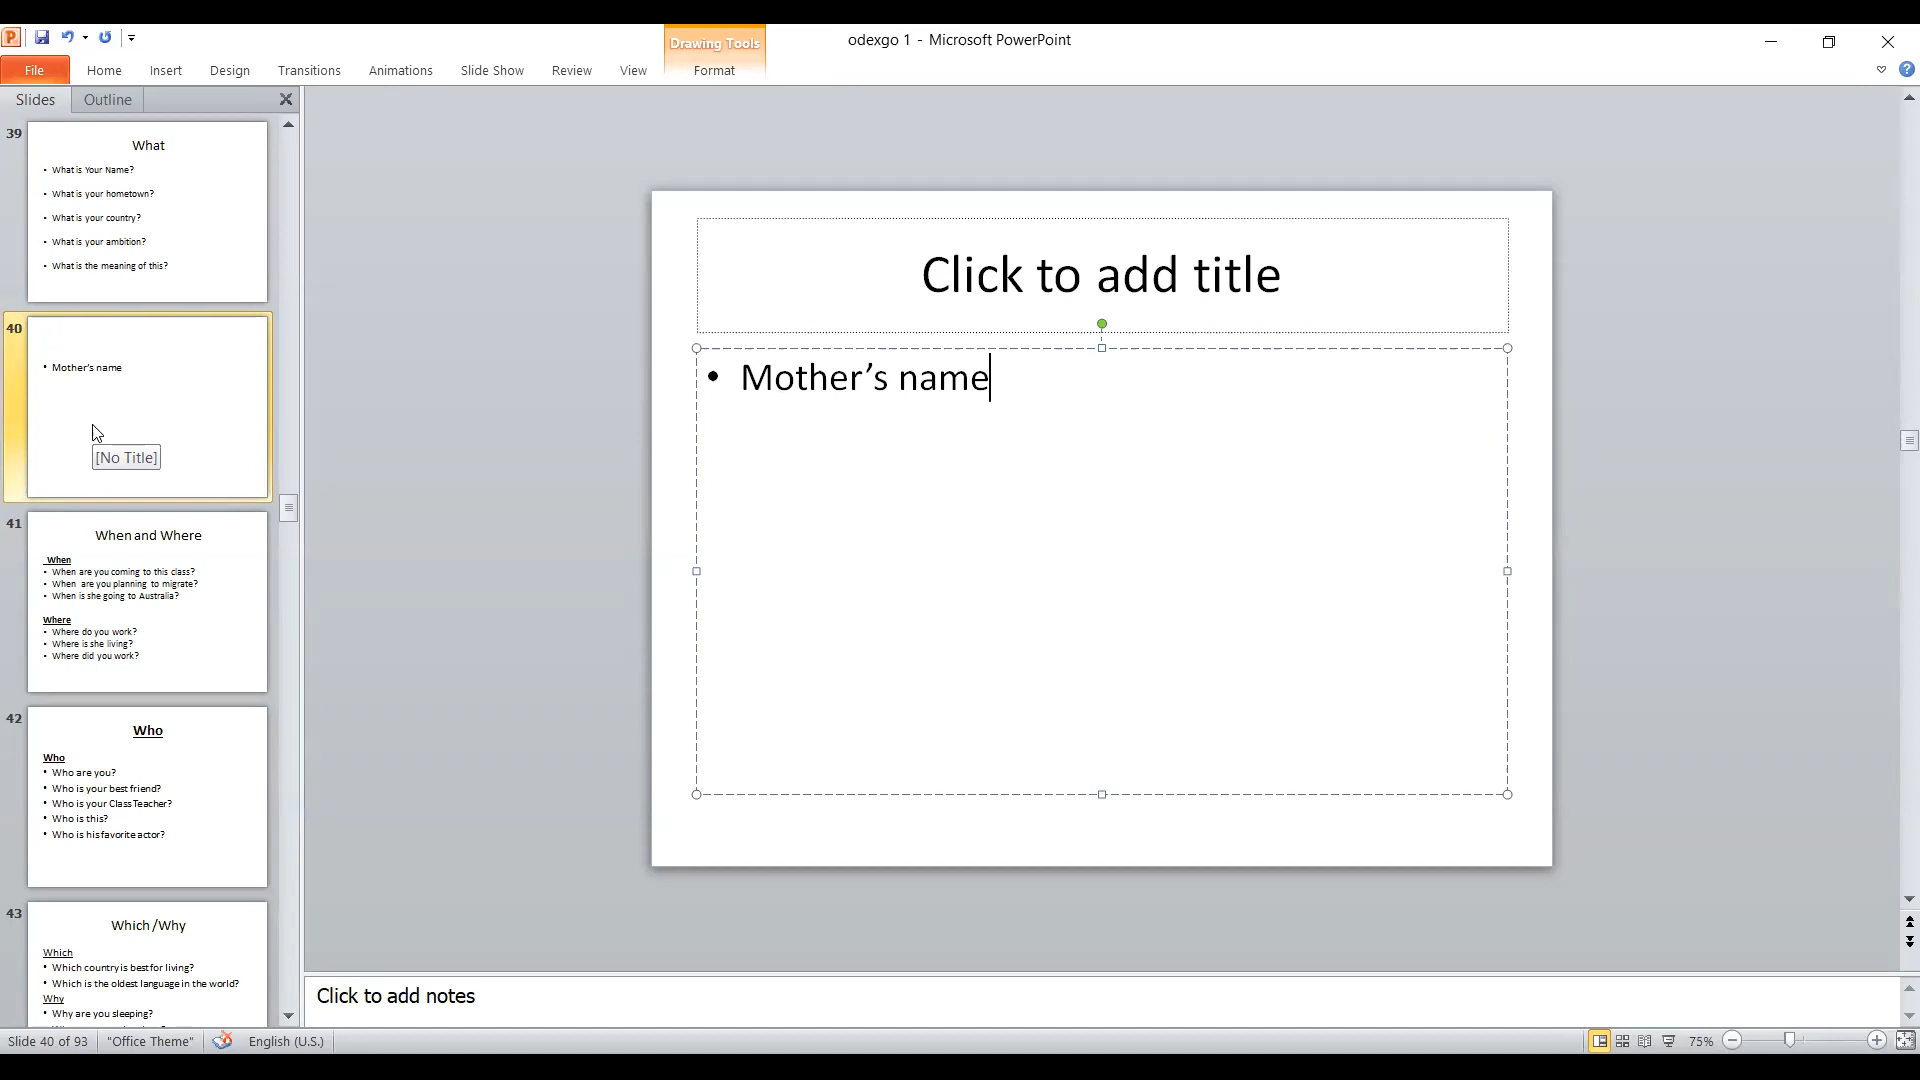 Drawing Tools
odexgo 1 - Microsoft PowerPoint
File Home Insert Design Transitions Animations Slide Show Review View Format
Slides Outline
39
What
• What is Your Name?
• What is your hometown?
• What is your country?
• What is your ambition?
• What is the meaning of this?
40
• Mother's name
[No Title]
41
When and Where
When
• When are you coming to this class?
• When are you planning to migrate?
• When is she going to Australia?
Where
• Where do you work?
• Where is she living?
• Where did you work?
42
Who
Who
• Who are you?
• Who is your best friend?
• Who is your Class Teacher?
• Who is this?
• Who is his favorite actor?
43
Which /Why
Which
• Which country is best for living?
• Which is the oldest language in the world?
Why
• Why are you sleeping?
Click to add title
• Mother’s name
Click to add notes
Slide 40 of 93 "Office Theme" English (U.S.) 75%